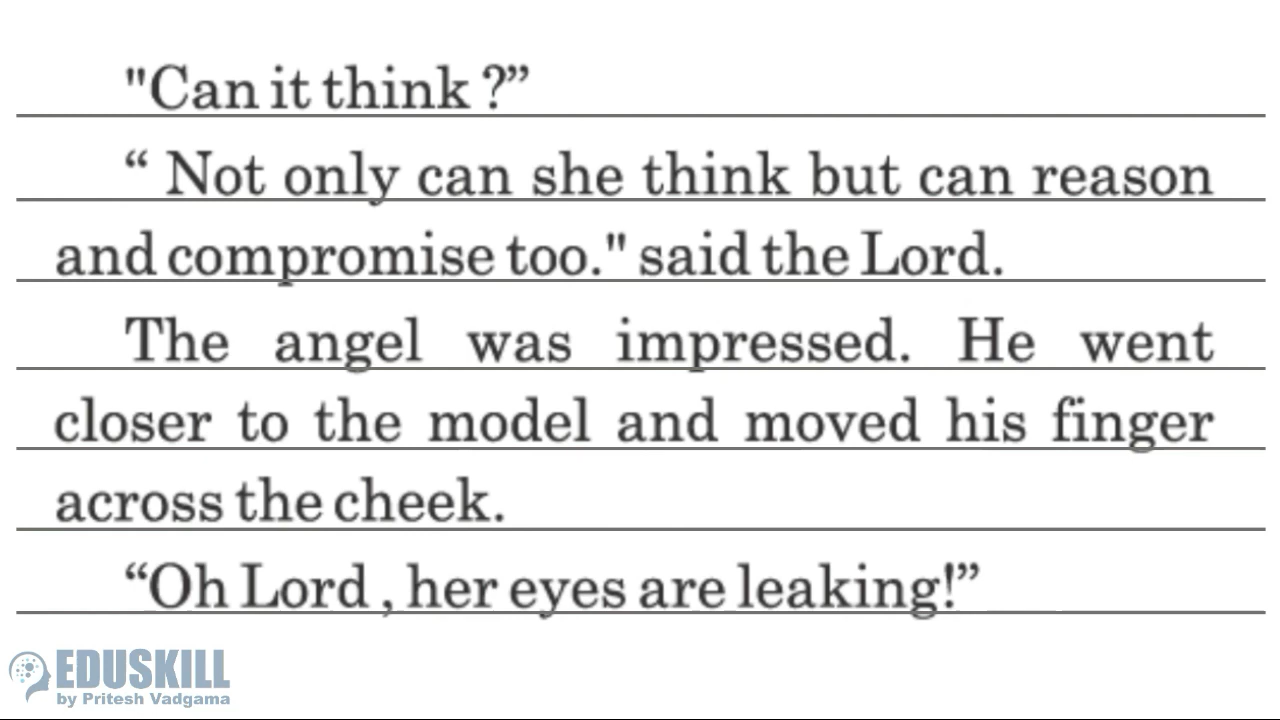 "Can it think ?”
“ Not only can she think but can reason
and compromise too." said the Lord.
The angel was impressed. He went
closer to the model and moved his finger
across the cheek.
“Oh Lord , her eyes are leaking!”
EDUSKILL
by Pritesh Vadgama